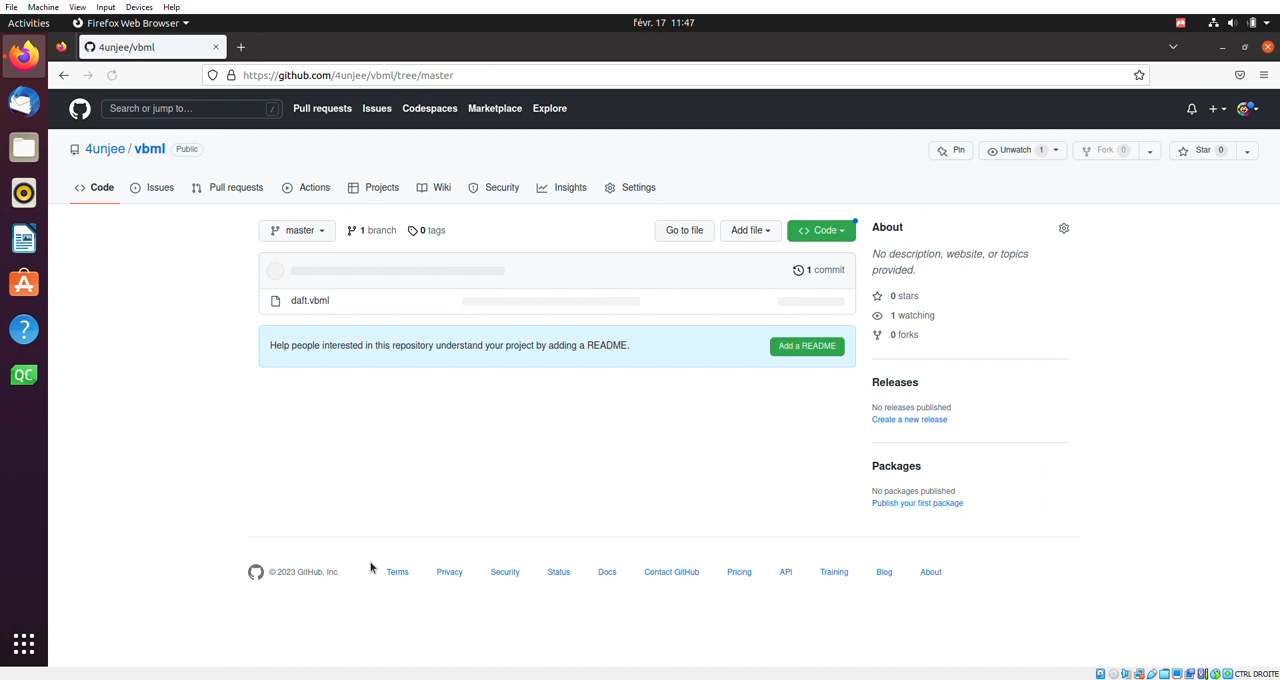 File Machine View Input Devices Help
Activities Firefox Web Browser févr. 17 11:47
4unjee/vbml
https://github.com/4unjee/vbml/tree/master
Search or jump to... / Pull requests Issues Codespaces Marketplace Explore
4unjee / vbml Public Pin Unwatch 1 Fork 0 Star 0
Code Issues Pull requests Actions Projects Wiki Security Insights Settings
master 1 branch 0 tags Go to file Add file Code
About
No description, website, or topics
provided.
1 commit
daft.vbml
0 stars
1 watching
0 forks
Help people interested in this repository understand your project by adding a README. Add a README
Releases
No releases published
Create a new release
Packages
No packages published
Publish your first package
© 2023 GitHub, Inc. Terms Privacy Security Status Docs Contact GitHub Pricing API Training Blog About
QC
CTRL DROITE